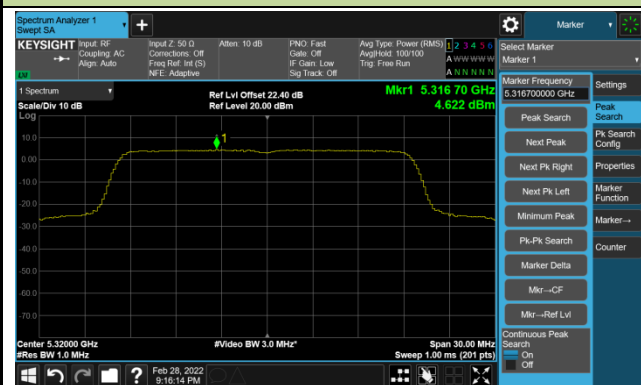 Spectrum Analyzer 1
Swept SA
+
Marker
KEYSIGHT
Input: RF
Coupling: AC
Align: Auto
Input Z: 50 Ω
Corrections: Off
Freq Ref: Int (S)
NFE: Adaptive
Atten: 10 dB
PNO: Fast
Gate: Off
IF Gain: Low
Sig Track: Off
Avg Type: Power (RMS)
Avg|Hold: 100/100
Trig: Free Run
1 2 3 4 5 6
A W W W W W
A N N N N N
Select Marker
Marker 1
1 Spectrum
Scale/Div 10 dB
Log
Ref Lvl Offset 22.40 dB
Ref Level 20.00 dBm
Mkr1 5.316 70 GHz
4.622 dBm
1
10.0
0.00
-10.0
-20.0
-30.0
-40.0
-50.0
-60.0
-70.0
Center 5.32000 GHz
#Res BW 1.0 MHz
#Video BW 3.0 MHz*
Span 30.00 MHz
Sweep 1.00 ms (201 pts)
Marker Frequency
5.316700000 GHz
Peak Search
Next Peak
Next Pk Right
Next Pk Left
Minimum Peak
Pk-Pk Search
Marker Delta
Mkr→CF
Mkr→Ref Lvl
Continuous Peak
Search
On
Off
Settings
Peak
Search
Pk Search
Config
Properties
Marker
Function
Marker→
Counter
?
Feb 28, 2022
9:16:14 PM